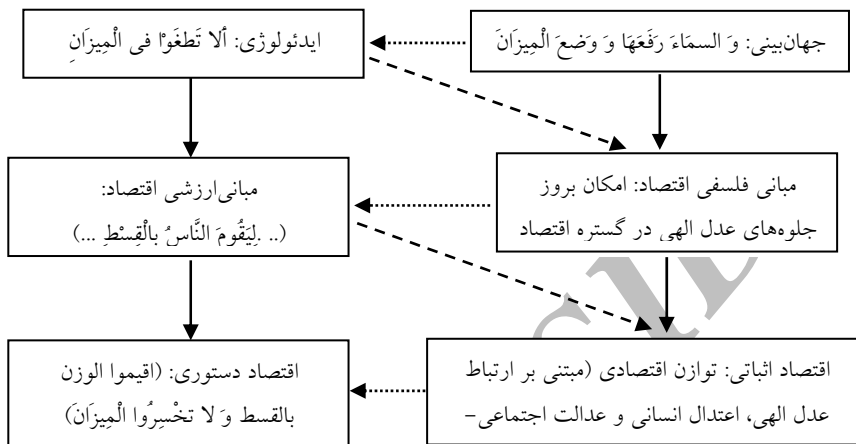 جهان‌بینی: وَ السمَاءَ رَفَعَهَا وَ وَضعَ الْمِیزَانَ
ایدئولوژی: أَلا تَطغَوْا فی الْمِیزَانِ
مبانی فلسفی اقتصاد: امکان بروز
جلوه‌های عدل الهی در گستره اقتصاد
مبانی‌ارزشی اقتصاد:
(.. .لِیَقُومَ النَّاسُ بالْقِسْطِ ...)
اقتصاد اثباتی: توازن اقتصادی (مبتنی بر ارتباط
عدل الهی، اعتدال انسانی و عدالت اجتماعی-
اقتصاد دستوری: (اقیموا الوزن
بالقسط وَ لا تخْسِرُوا الْمِیزَانَ)